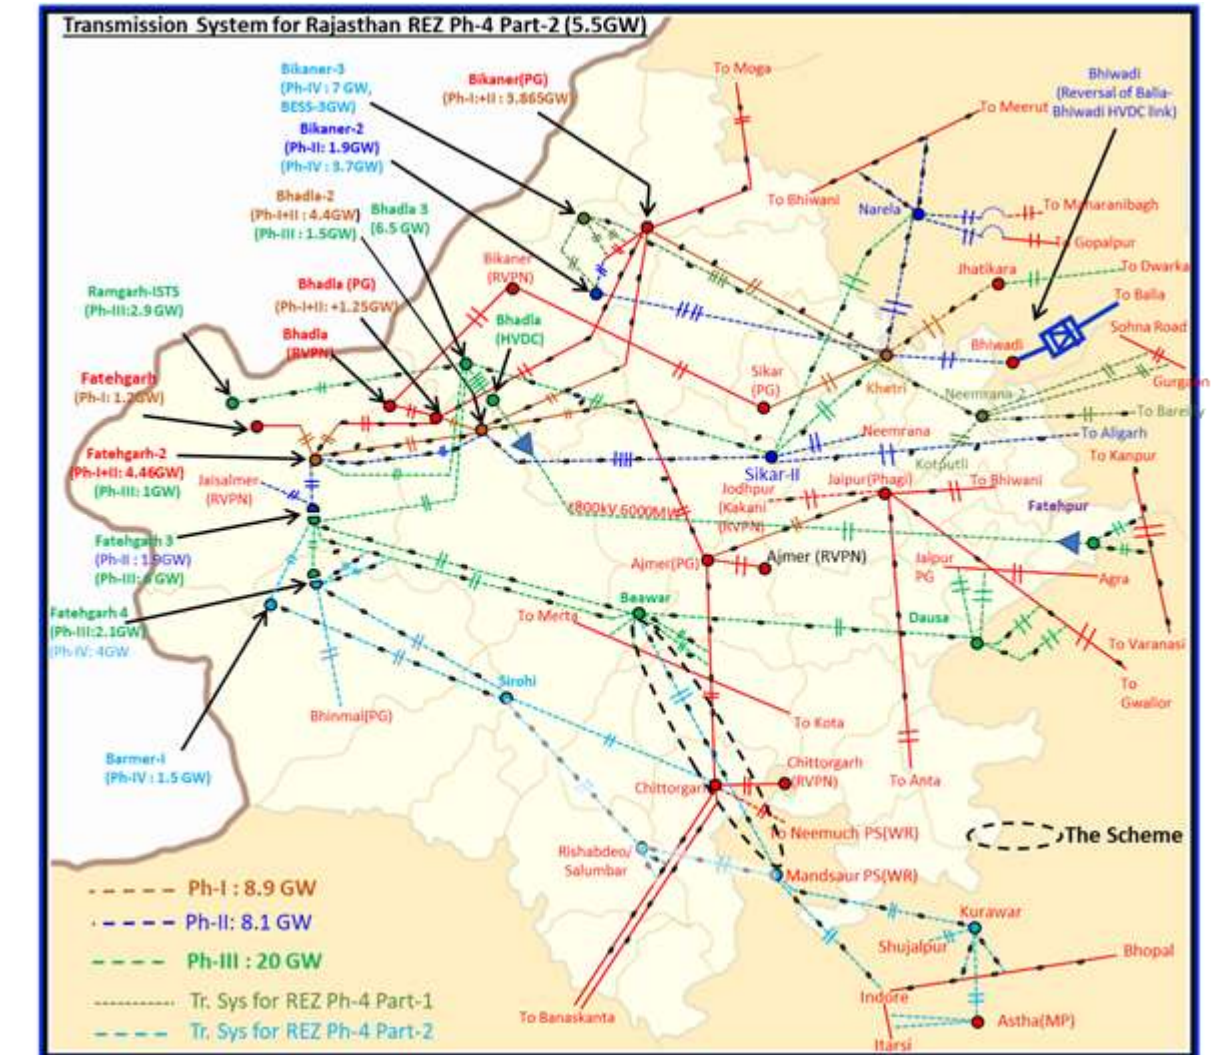 Transmission System for Rajasthan REZ Ph-4 Part-2 (5.5GW)
Bikaner-3
(Ph-IV : 7 GW,
BESS-3GW)
Bikaner(PG)
(Ph-I:+II : 3.865GW)
To Moga
Bhiwadi
(Reversal of Balla-
Bhiwadi HVDC link)
To Meerut
Bikaner-2
(Ph-II: 1.9GW)
(Ph-IV : 3.7GW)
To Bhiwani
Narela
To Maharanibagh
To Gopalpur
Bhadla-2
(Ph-I+II : 4.4GW)
(Ph-III : 1.5GW)
Bhadla 3
(6.5 GW)
Bikaner
(RVPN)
Jhatikara
To Dwarka
To Balla
Ramgarh-ISTS
(Ph-III:2.9 GW)
Bhadla (PG)
(Ph-I+II: +1.25GW)
Bhadla
(HVDC)
Bhadla
(RVPN)
Sohna Road
Bhiwadi
Sikar
(PG)
Khetri
Gurgaon
Fatehgarh
(Ph-I: 1.2GW)
Neemrana-2
To Bareilly
Neemrana
To Aligarh
Kotputli
To Kanpur
Fatehgarh-2
(Ph-I+II: 4.46GW)
(Ph-III: 1GW)
Jaisalmer
(RVPN)
Sikar-II
Jodhpur
(Kakani
(RVPN)
Jaipur(Phagi)
To Bhiwani
±800kV,6000MW
Fatehpur
Fatehgarh 3
(Ph-II : 1.9GW)
(Ph-III: 6 GW)
Ajmer(PG)
Ajmer (RVPN)
Jaipur
PG
Agra
Fatehgarh 4
(Ph-III:2.1GW)
(Ph-IV: 4GW
Beawar
To Merta
Dausa
To Varanasi
To
Gwalior
Sirohi
Bhinmal(PG)
To Kota
Barmer-I
(Ph-IV : 1.5 GW)
Chittorgarh
Chittorgarh
(RVPN)
To Anta
To Neemuch PS(WR)
The Scheme
Rishabdeo/
Salumbar
Mandsaur PS(WR)
Ph-I : 8.9 GW
Ph-II: 8.1 GW
Ph-III : 20 GW
Tr. Sys for REZ Ph-4 Part-1
Tr. Sys for REZ Ph-4 Part-2
Kurawar
Shujalpur
Bhopal
Indore
To Banaskanta
Astha(MP)
Itarsi